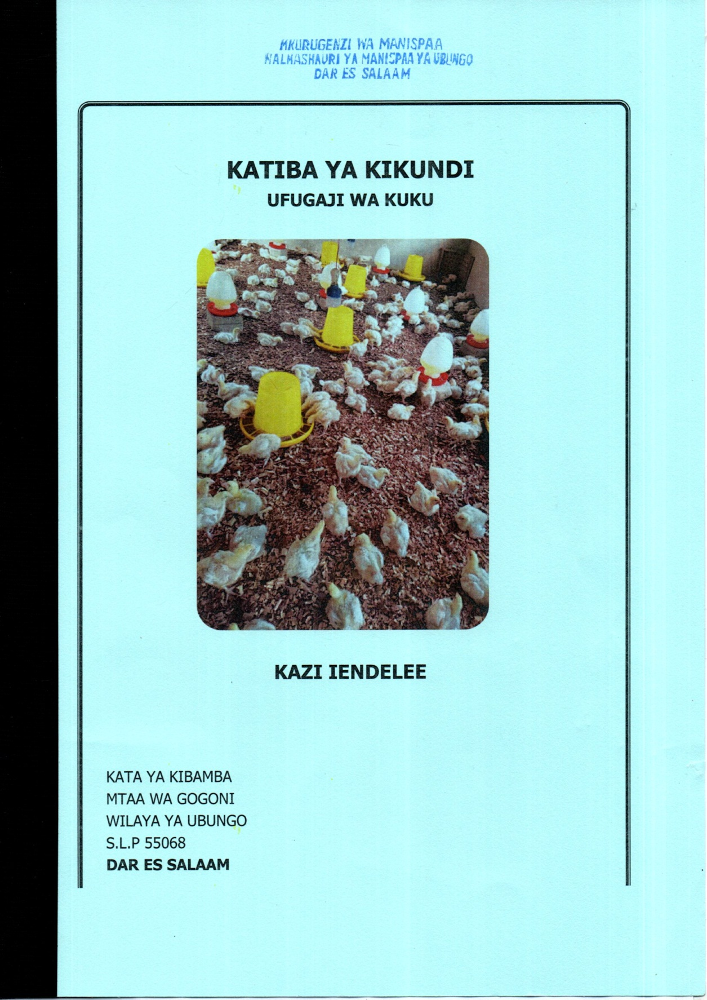 MKURUGENZI WA MANISPAA
HALMASHAURI YA MANISPAA YA UBUNGO
DAR ES SALAAM
KATIBA YA KIKUNDI
UFUGAJI WA KUKU
KAZI IENDELEE
KATA YA KIBAMBA
MTAA WA GOGONI
WILAYA YA UBUNGO
S.L.P 55068
DAR ES SALAAM